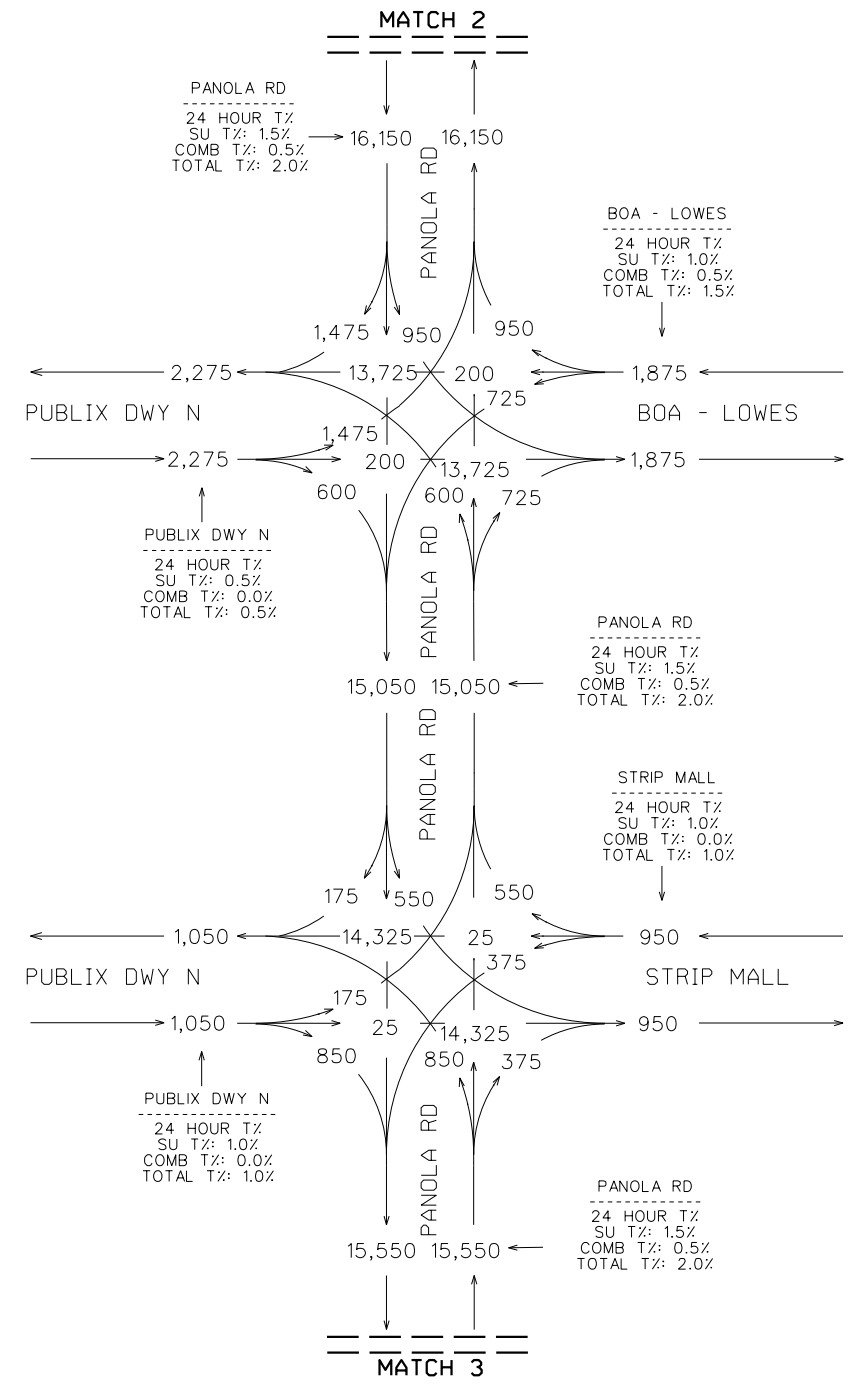 MATCH 2
PANOLA RD
24 HOUR T%
SU T%: 1.5%
COMB T%: 0.5%
TOTAL T%: 2.0%
16,150 16,150
PANOLA RD
BOA - LOWES
24 HOUR T%
SU T%: 1.0%
COMB T%: 0.5%
TOTAL T%: 1.5%
1,475 950 950
2,275 13,725 200 1,875
725
PUBLIX DWY N BOA - LOWES
1,475
2,275 200 13,725 1,875
600 600 725
PUBLIX DWY N
24 HOUR T%
SU T%: 0.5%
COMB T%: 0.0%
TOTAL T%: 0.5%
PANOLA RD
PANOLA RD
24 HOUR T%
SU T%: 1.5%
COMB T%: 0.5%
TOTAL T%: 2.0%
15,050 15,050
PANOLA RD
STRIP MALL
24 HOUR T%
SU T%: 1.0%
COMB T%: 0.0%
TOTAL T%: 1.0%
175 550 550
1,050 14,325 25 950
375
PUBLIX DWY N STRIP MALL
175
1,050 25 14,325 950
850 850 375
PUBLIX DWY N
24 HOUR T%
SU T%: 1.0%
COMB T%: 0.0%
TOTAL T%: 1.0%
PANOLA RD
PANOLA RD
24 HOUR T%
SU T%: 1.5%
COMB T%: 0.5%
TOTAL T%: 2.0%
15,550 15,550
MATCH 3